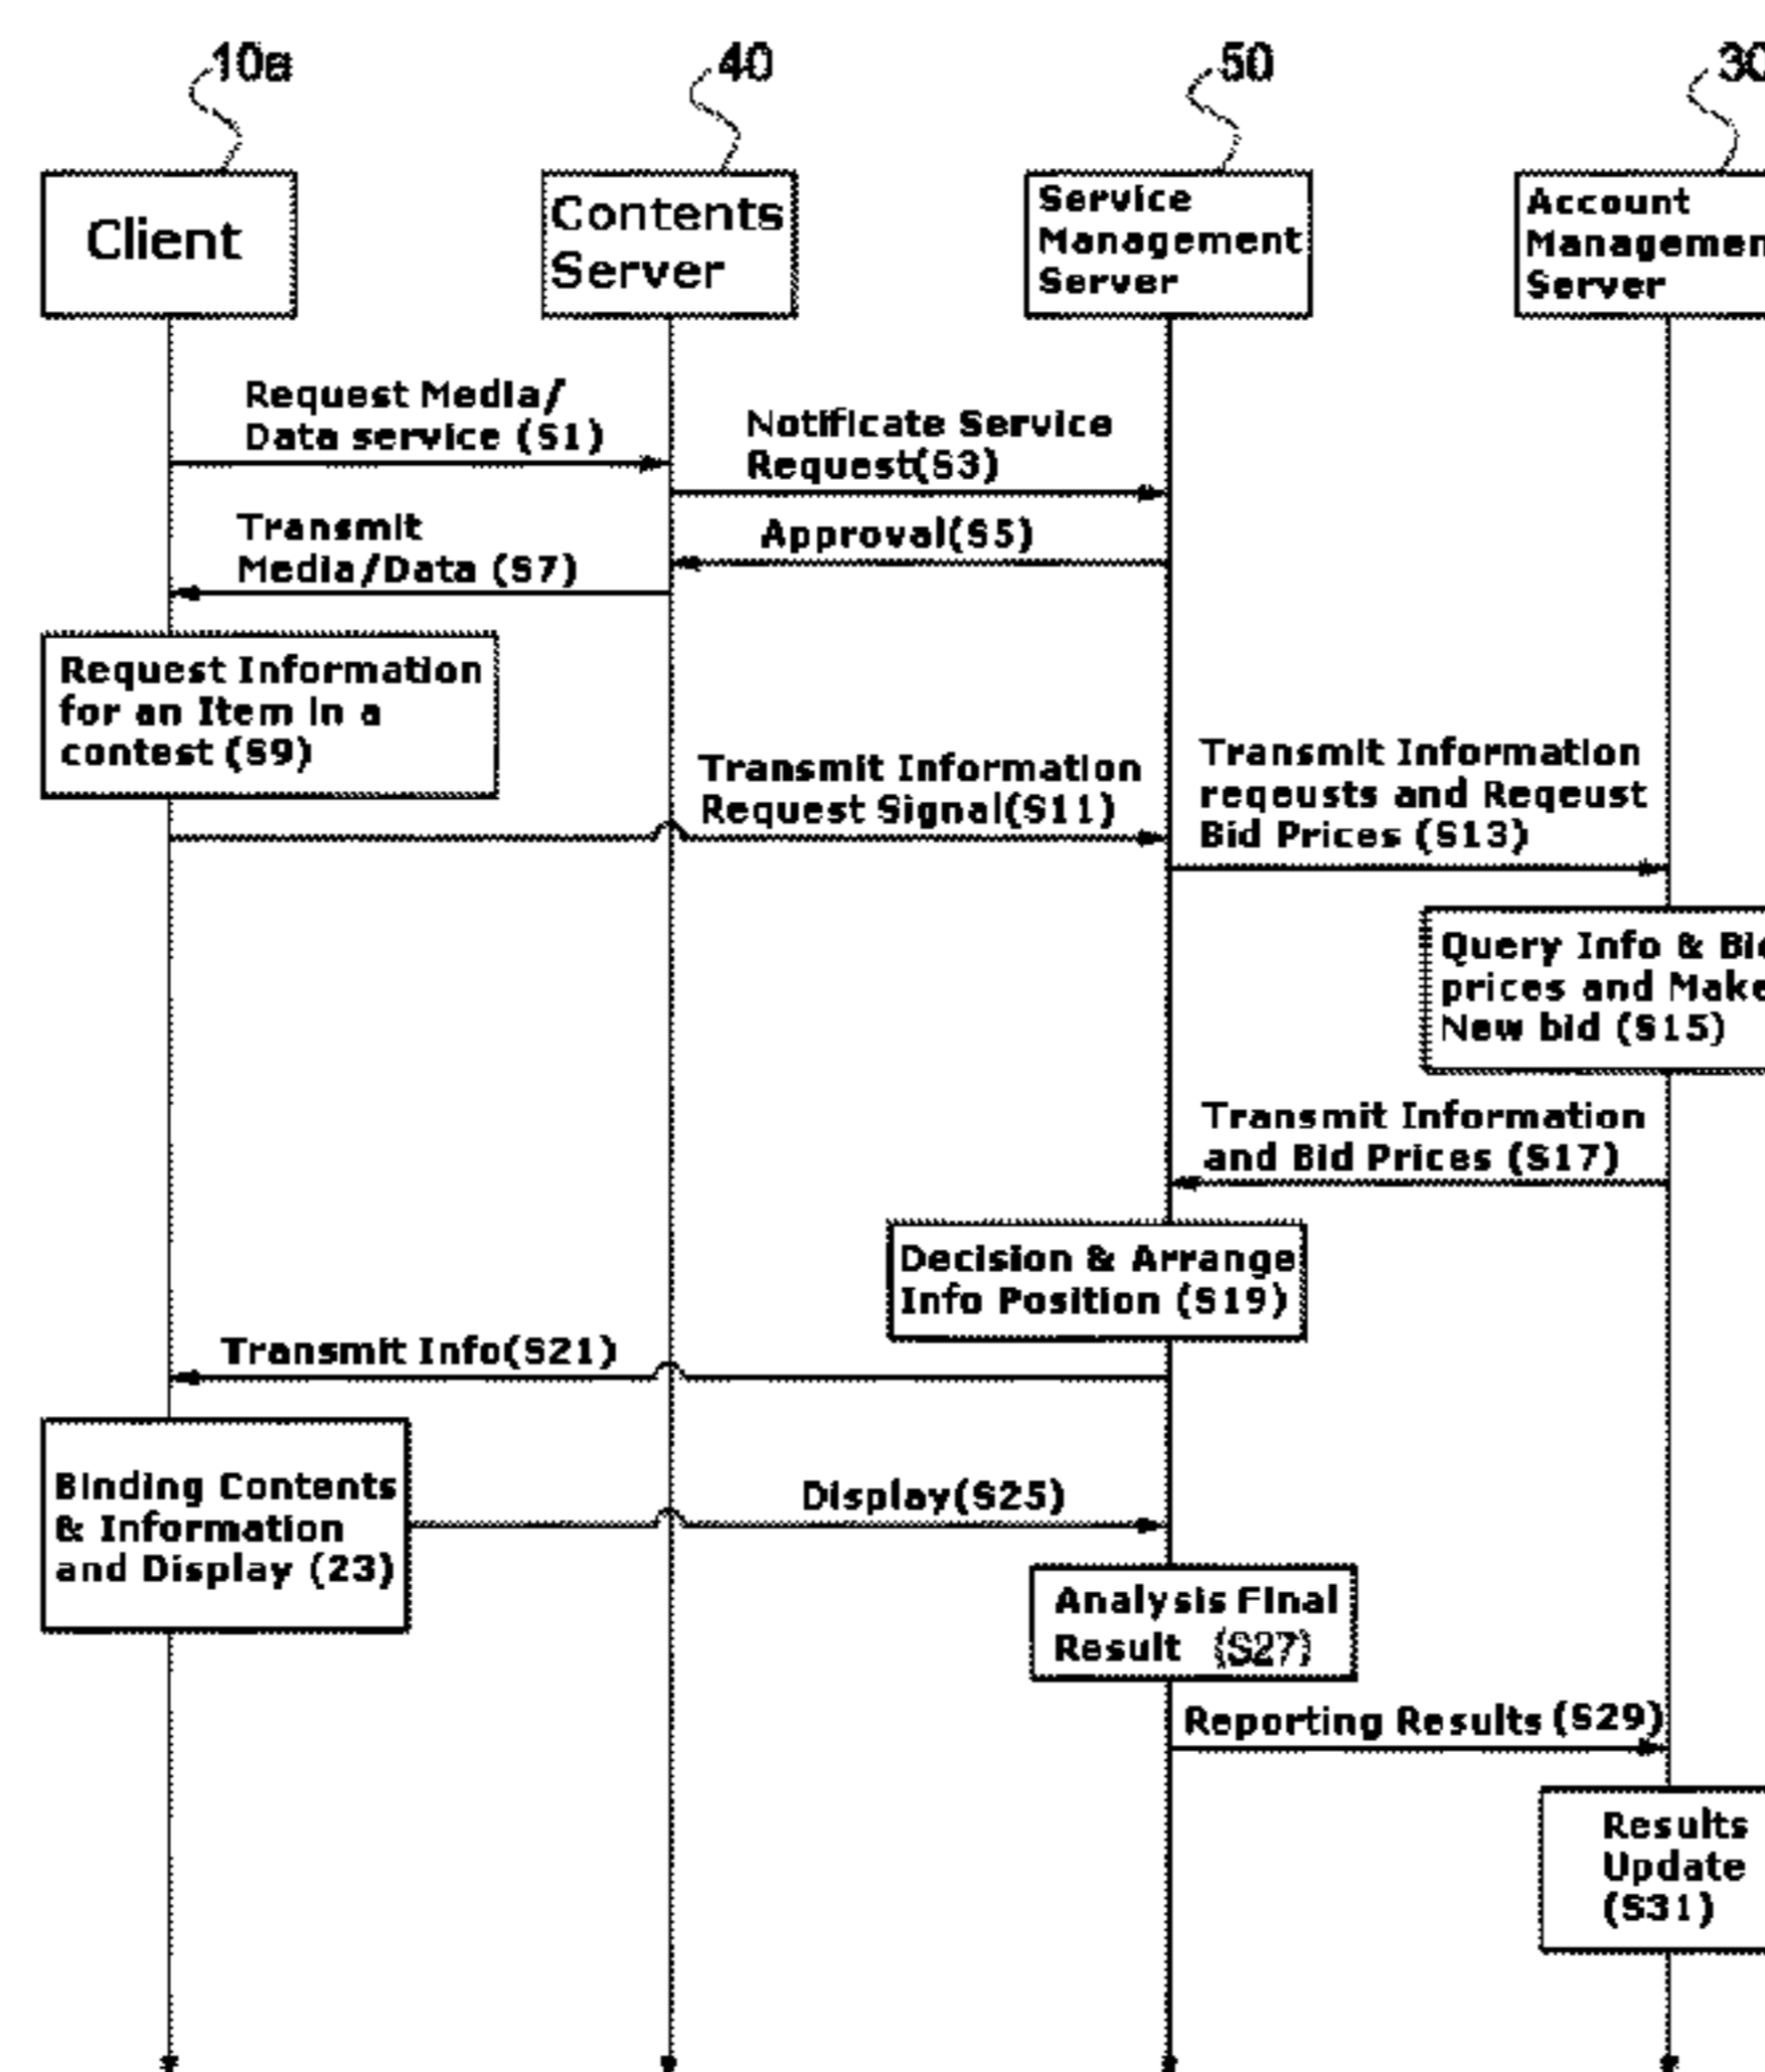 10a
40
50
30
Client
Contents
Server
Service
Management
Server
Account
Managemen
Server
Request Media/
Data service (S1)
Notificate Service
Request(S3)
Approval(S5)
Transmit
Media/Data (S7)
Request Information
for an Item in a
contest (S9)
Transmit Information
Request Signal(S11)
Transmit Information
reqeusts and Reqeust
Bid Prices (S13)
Query Info & Bid
prices and Make
New bid (S15)
Transmit Information
and Bid Prices (S17)
Decision & Arrange
Info Position (S19)
Transmit Info(S21)
Binding Contents
& Information
and Display (23)
Display(S25)
Analysis Final
Result (S27)
Reporting Results (S29)
Results
Update
(S31)